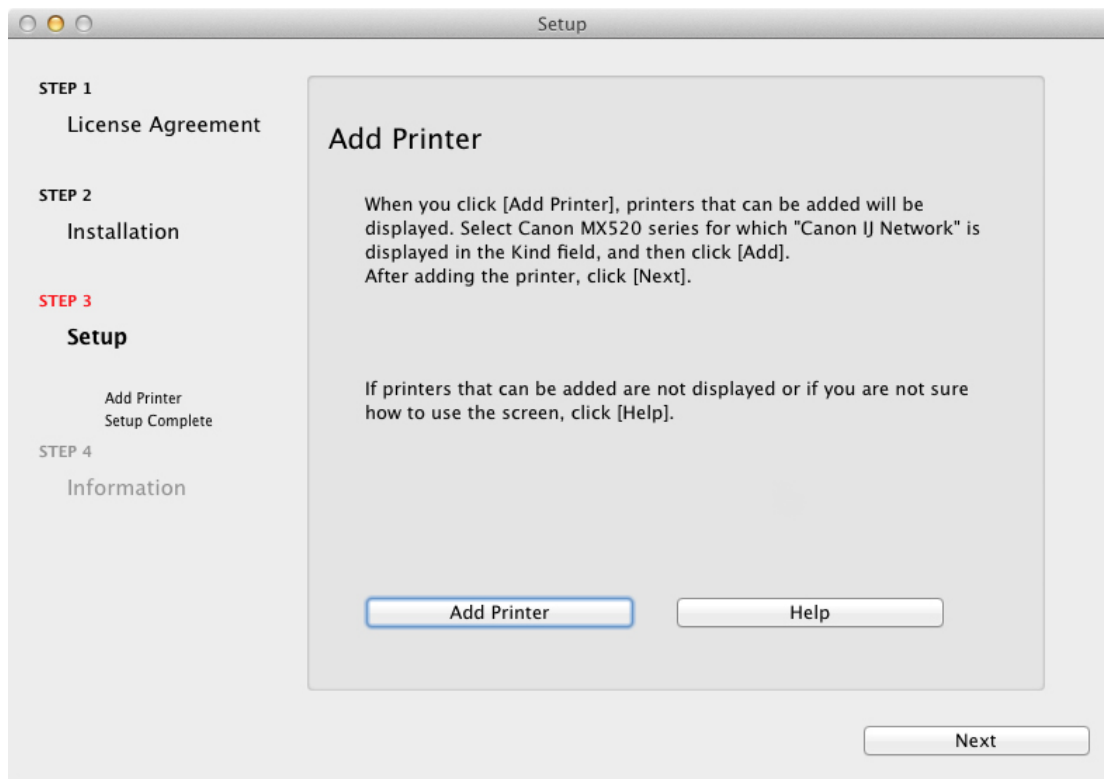 Setup
STEP 1
License Agreement
STEP 2
Installation
STEP 3
Setup
Add Printer
Setup Complete
STEP 4
Information
Add Printer
When you click [Add Printer], printers that can be added will be
displayed. Select Canon MX520 series for which "Canon IJ Network" is
displayed in the Kind field, and then click [Add].
After adding the printer, click [Next].
If printers that can be added are not displayed or if you are not sure
how to use the screen, click [Help].
Add Printer
Help
Next